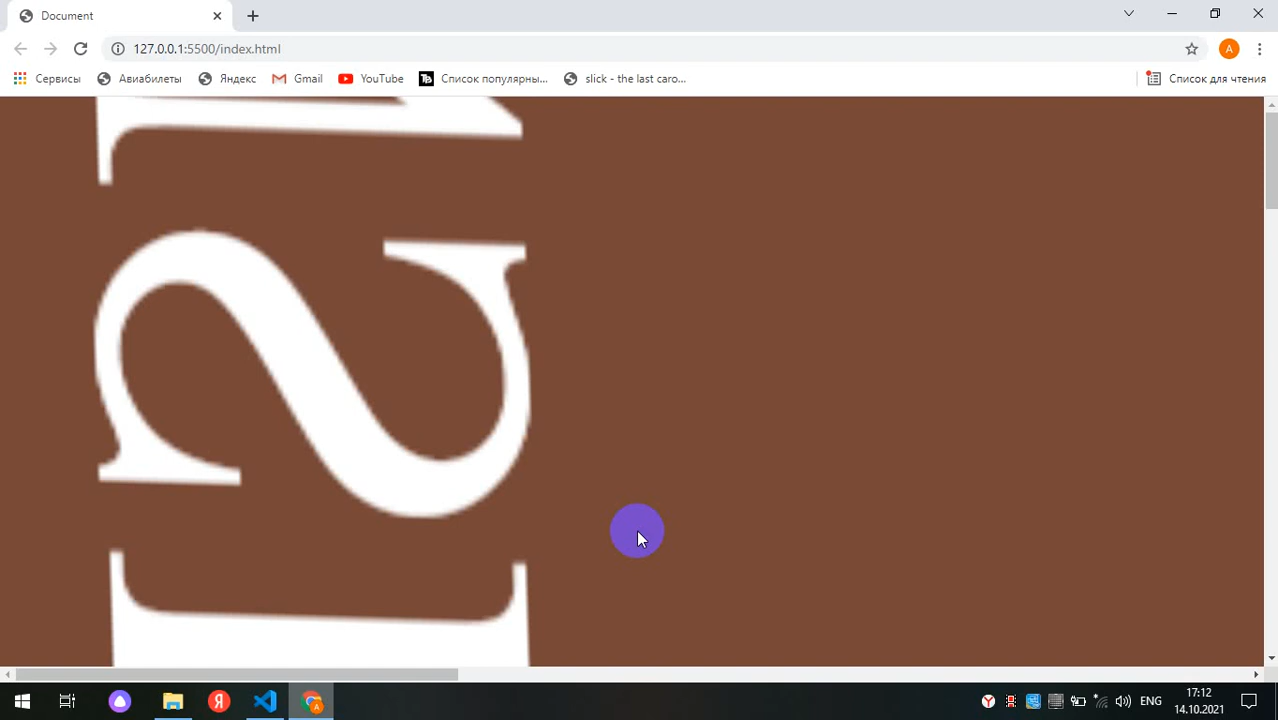 Document
127.0.0.1:5500/index.html
A
Сервисы
Авиабилеты
Яндекс
Gmail
YouTube
Список популярны...
slick - the last caro...
Список для чтения
S
ENG
17:12
14.10.2021